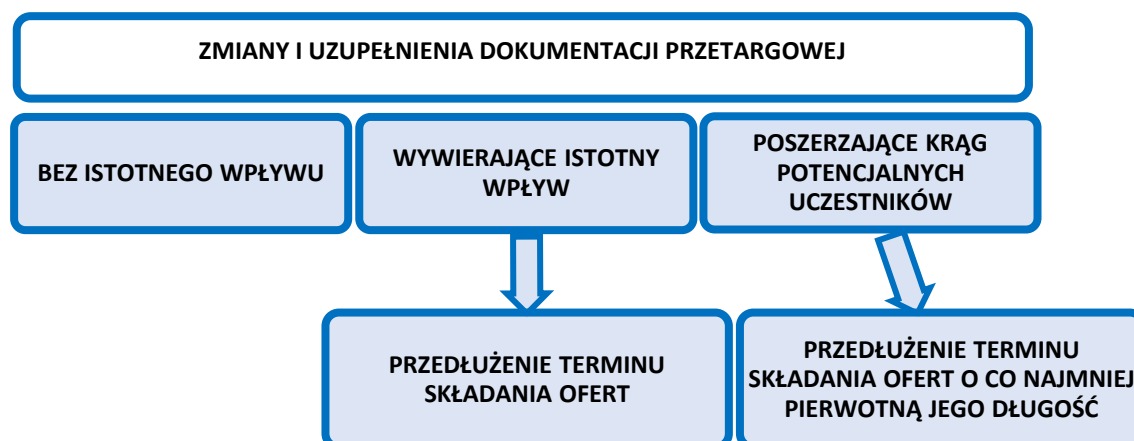 ZMIANY I UZUPEŁNIENIA DOKUMENTACJI PRZETARGOWEJ
BEZ ISTOTNEGO WPŁYWU
WYWIERAJĄCE ISTOTNY
WPŁYW
POSZERZAJĄCE KRĄG
POTENCJALNYCH
UCZESTNIKÓW
PRZEDŁUŻENIE TERMINU
SKŁADANIA OFERT
PRZEDŁUŻENIE TERMINU
SKŁADANIA OFERT O CO NAJMNIEJ
PIERWOTNĄ JEGO DŁUGOŚĆ